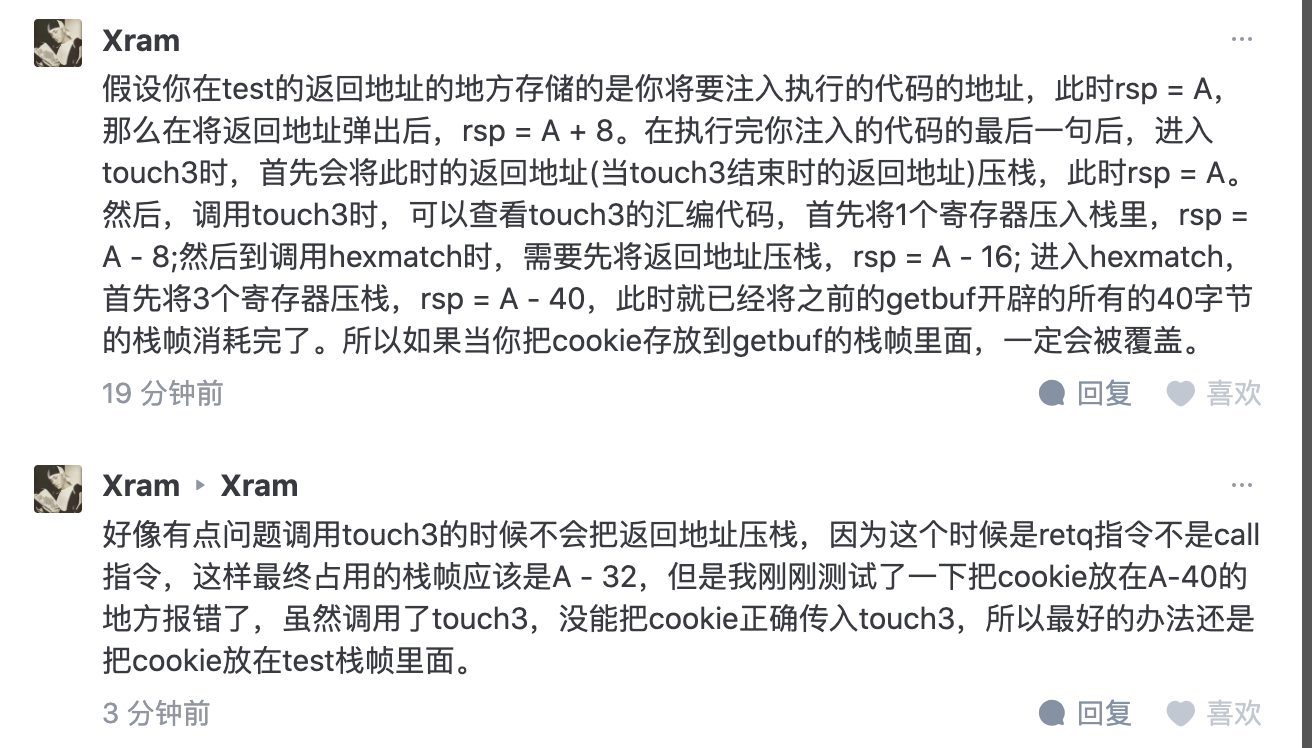 Xram
假设你在test的返回地址的地方存储的是你将要注入执行的代码的地址，此时rsp = A，
那么在将返回地址弹出后，rsp = A + 8。在执行完你注入的代码的最后一句后，进入
touch3时，首先会将此时的返回地址(当touch3结束时的返回地址)压栈，此时rsp = A。
然后，调用touch3时，可以查看touch3的汇编代码，首先将1个寄存器压入栈里，rsp =
A - 8;然后到调用hexmatch时，需要先将返回地址压栈，rsp = A - 16; 进入hexmatch，
首先将3个寄存器压栈，rsp = A - 40，此时就已经将之前的getbuf开辟的所有的40字节
的栈帧消耗完了。所以如果当你把cookie存放到getbuf的栈帧里面，一定会被覆盖。
19 分钟前
回复
喜欢
Xram ▸ Xram
好像有点问题调用touch3的时候不会把返回地址压栈，因为这个时候是retq指令不是call
指令，这样最终占用的栈帧应该是A - 32，但是我刚刚测试了一下把cookie放在A-40的
地方报错了，虽然调用了touch3，没能把cookie正确传入touch3，所以最好的办法还是
把cookie放在test栈帧里面。
3 分钟前
回复
喜欢